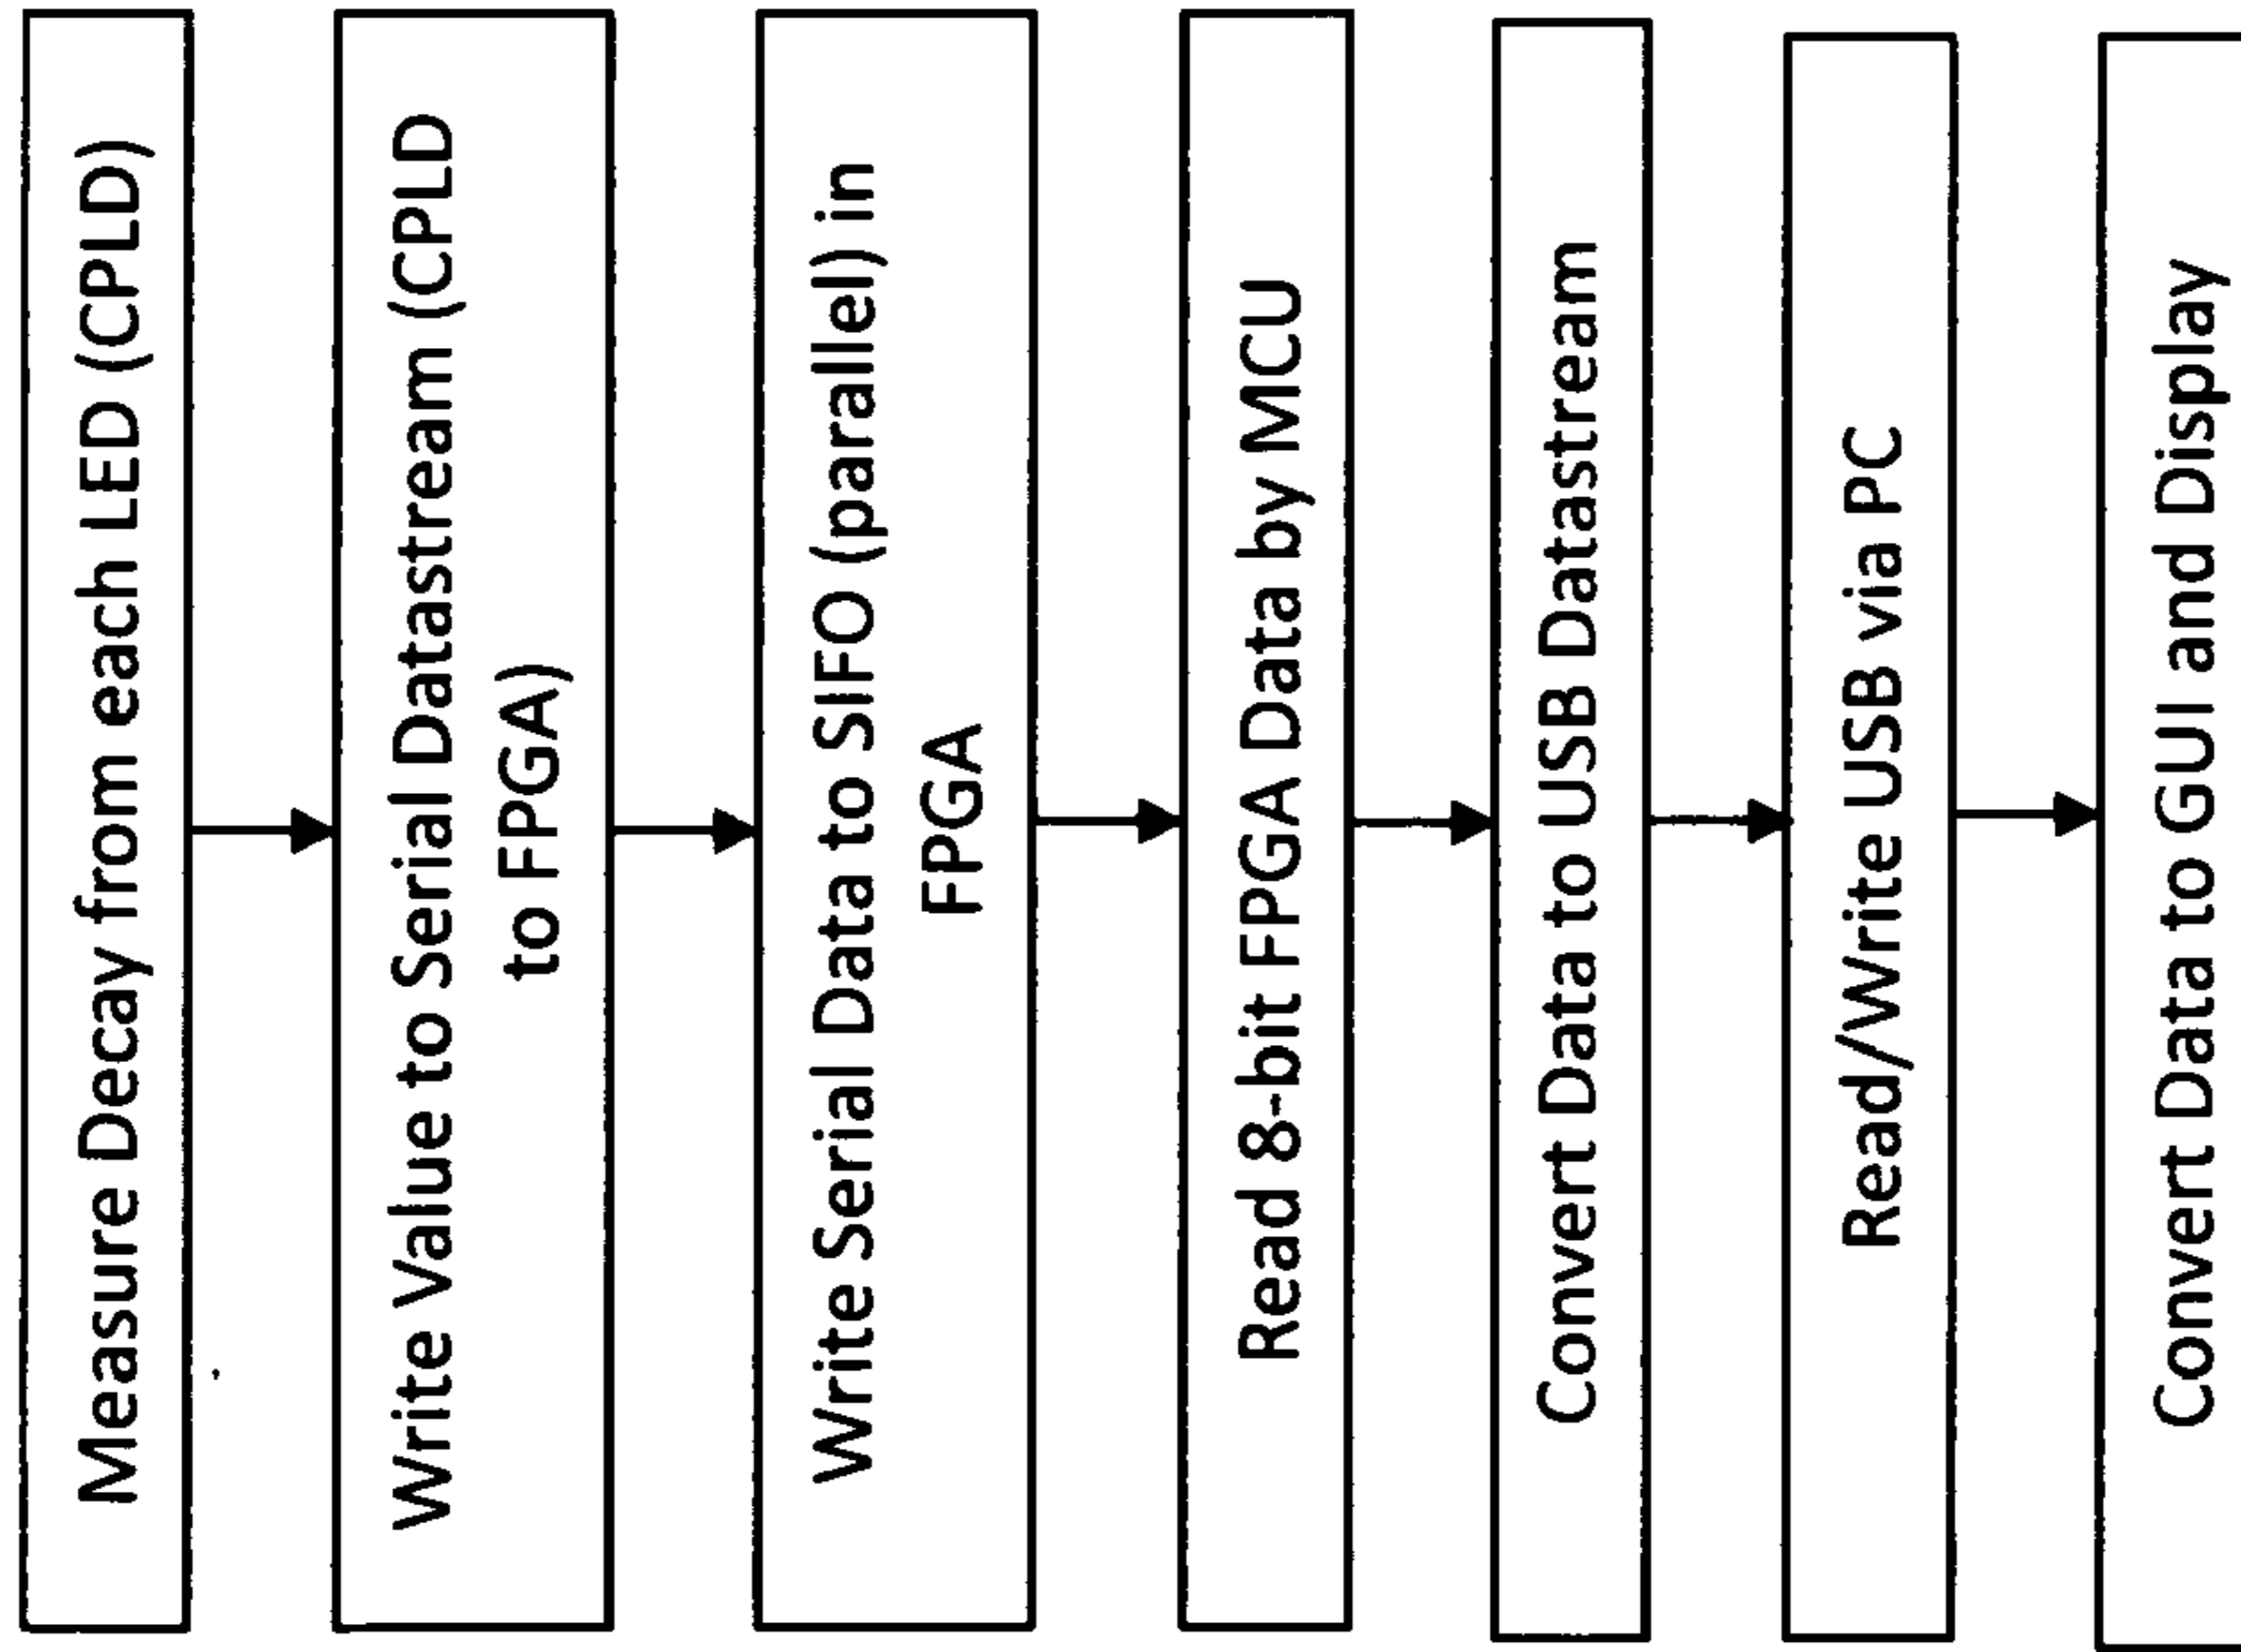 Measure Decay from each LED (CPLD)
Write Value to Serial Datastream (CPLD
to FPGA)
Write Serial Data to SIFO (parallel) in
FPGA
Read 8-bit FPGA Data by MCU
Convert Data to USB Datastream
Read/Write USB via PC
Convert Data to GUI and Display